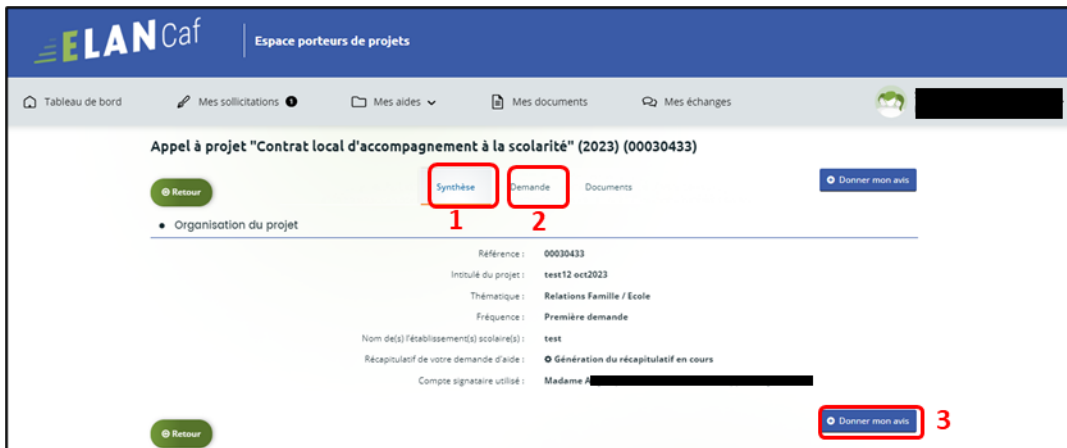 ELAN Caf
Espace porteurs de projets
Tableau de bord
Mes sollicitations 1
Mes aides
Mes documents
Mes échanges
Appel à projet "Contrat local d'accompagnement à la scolarité" (2023) (00030433)
Retour
Synthèse
Demande
Documents
Donner mon avis
1
2
Organisation du projet
Référence : 00030433
Intitulé du projet : test12 oct2023
Thématique : Relations Famille / Ecole
Fréquence : Première demande
Nom de(s) l'établissement(s) scolaire(s) : test
Récapitulatif de votre demande d'aide : Génération du récapitulatif en cours
Compte signataire utilisé : Madame A
Retour
Donner mon avis
3